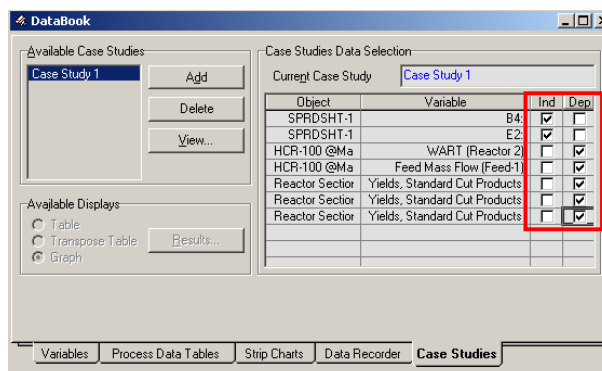 DataBook
Available Case Studies
Case Study 1
Add
Delete
View...
Available Displays
Table
Transpose Table
Graph
Results...
Case Studies Data Selection
Current Case Study Case Study 1
Object Variable Ind Dep
SPRDSHT-1 B4:
SPRDSHT-1 E2:
HCR-100 @Ma WART (Reactor 2)
HCR-100 @Ma Feed Mass Flow (Feed-1)
Reactor Section Yields, Standard Cut Products
Reactor Section Yields, Standard Cut Products
Reactor Section Yields, Standard Cut Products
Variables Process Data Tables Strip Charts Data Recorder Case Studies